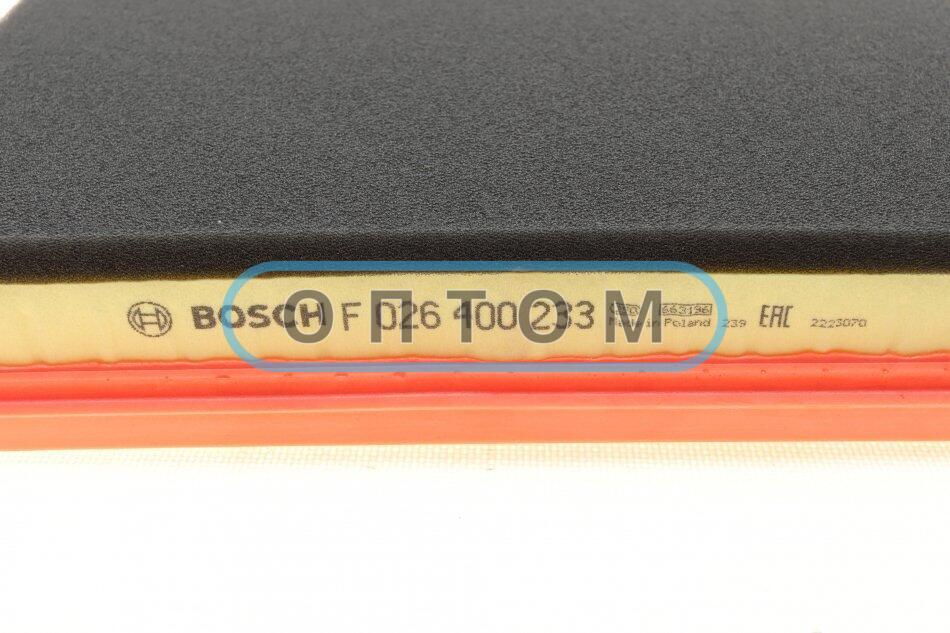 BOSCH F 026 400 233
Made in Poland 239 EAC 2223070
ОПТОМ